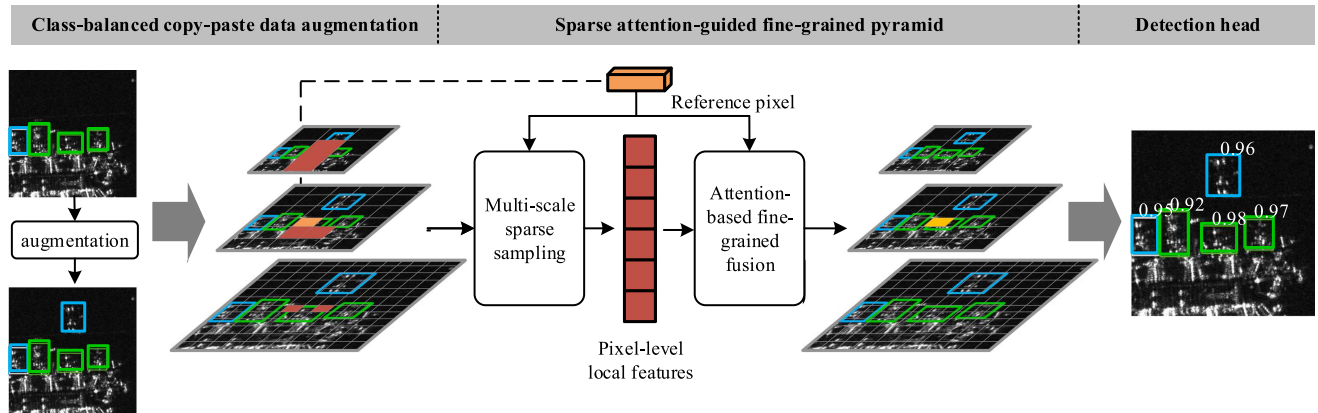 Class-balanced copy-paste data augmentation
Sparse attention-guided fine-grained pyramid
Detection head
Reference pixel
augmentation
Multi-scale
sparse
sampling
Attention-
based fine-
grained
fusion
Pixel-level
local features
0.96
0.95
0.92
0.98
0.97